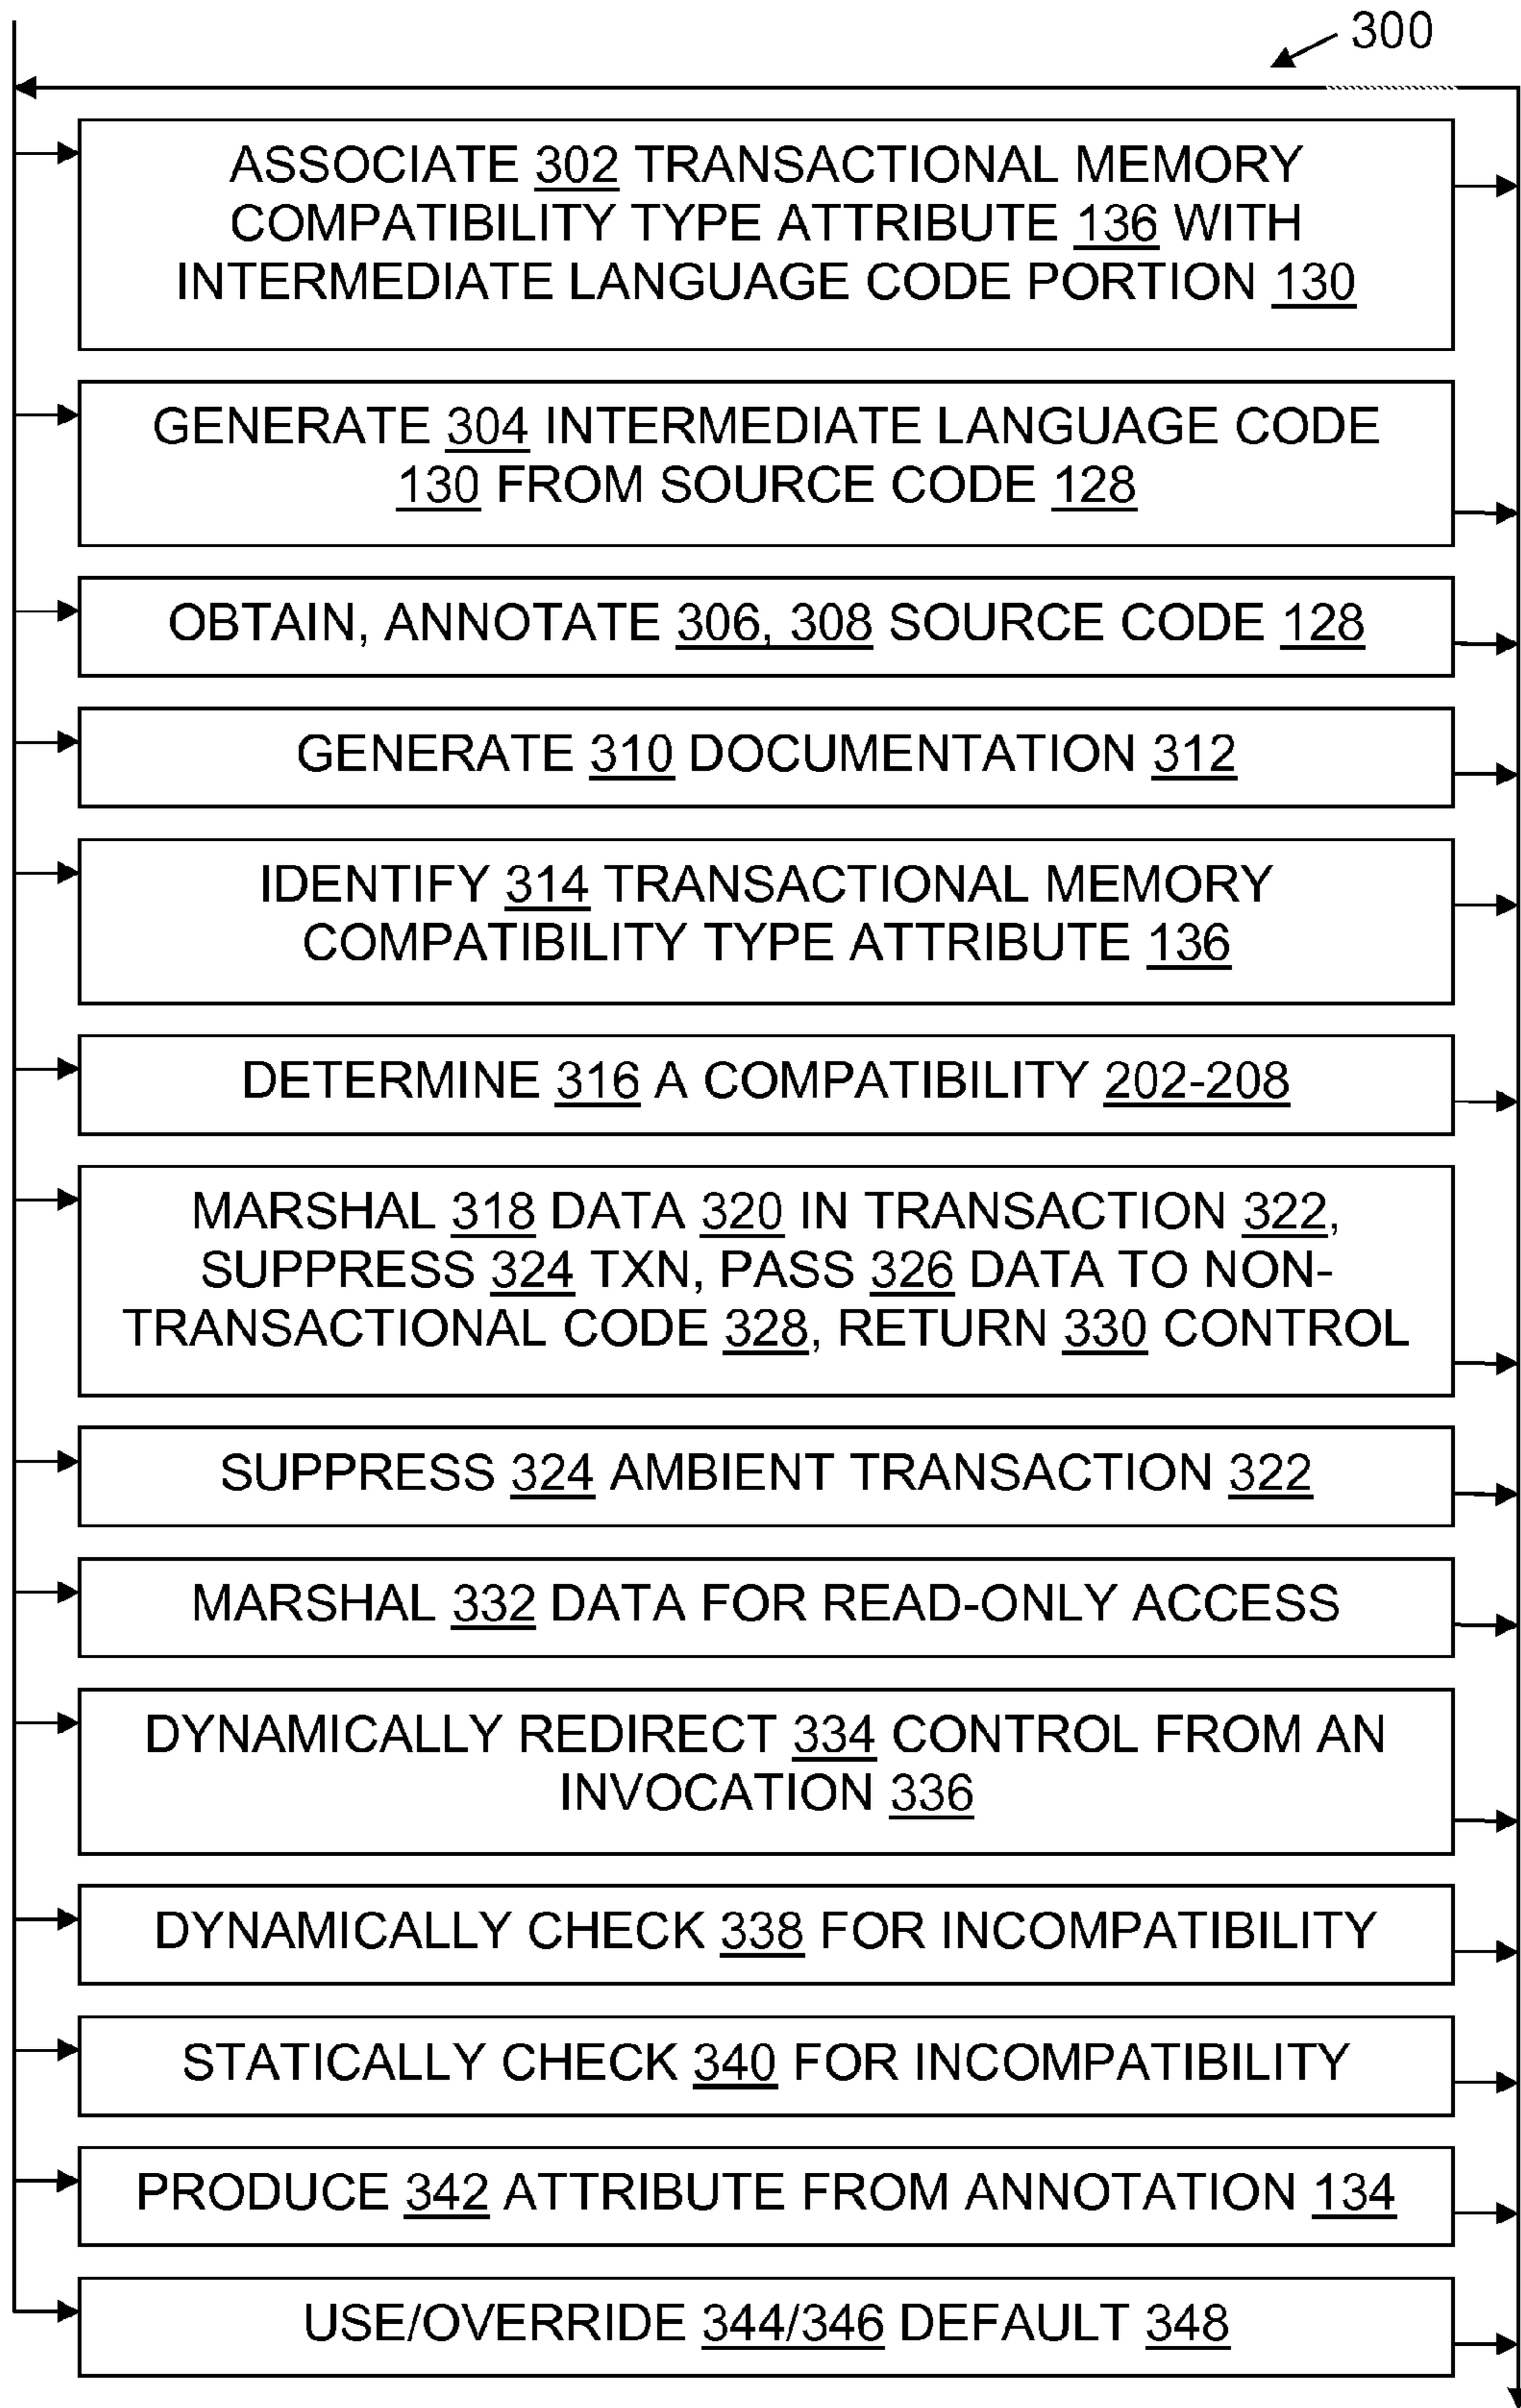 300
ASSOCIATE 302 TRANSACTIONAL MEMORY
COMPATIBILITY TYPE ATTRIBUTE 136 WITH
INTERMEDIATE LANGUAGE CODE PORTION 130
GENERATE 304 INTERMEDIATE LANGUAGE CODE
130 FROM SOURCE CODE 128
OBTAIN, ANNOTATE 306, 308 SOURCE CODE 128
GENERATE 310 DOCUMENTATION 312
IDENTIFY 314 TRANSACTIONAL MEMORY
COMPATIBILITY TYPE ATTRIBUTE 136
DETERMINE 316 A COMPATIBILITY 202-208
MARSHAL 318 DATA 320 IN TRANSACTION 322,
SUPPRESS 324 TXN, PASS 326 DATA TO NON-
TRANSACTIONAL CODE 328, RETURN 330 CONTROL
SUPPRESS 324 AMBIENT TRANSACTION 322
MARSHAL 332 DATA FOR READ-ONLY ACCESS
DYNAMICALLY REDIRECT 334 CONTROL FROM AN
INVOCATION 336
DYNAMICALLY CHECK 338 FOR INCOMPATIBILITY
STATICALLY CHECK 340 FOR INCOMPATIBILITY
PRODUCE 342 ATTRIBUTE FROM ANNOTATION 134
USE/OVERRIDE 344/346 DEFAULT 348